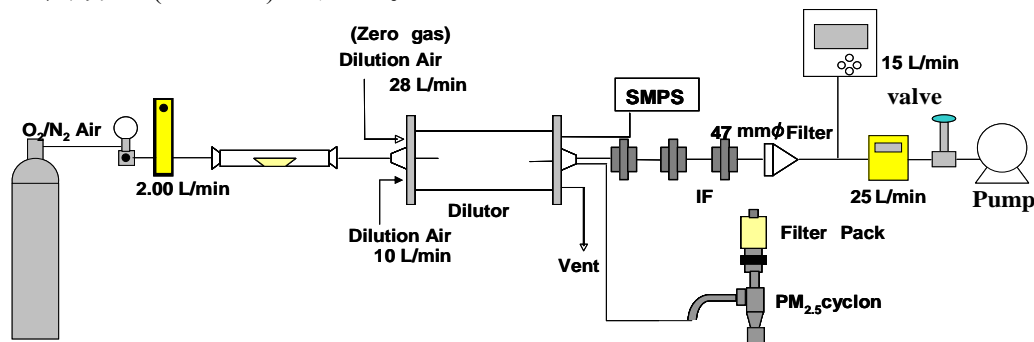 (Zero gas)
Dilution Air
28 L/min
O2/N2 Air
2.00 L/min
Dilution Air
10 L/min
Dilutor
Vent
SMPS
47 mmϕ Filter
IF
15 L/min
valve
25 L/min
Pump
Filter Pack
PM2.5cyclon